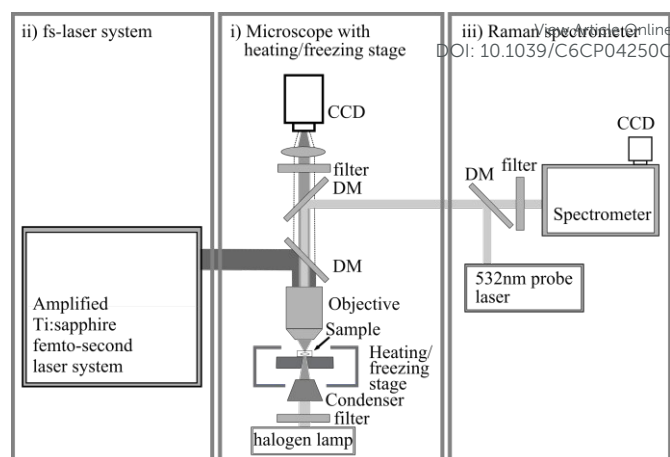 ii) fs-laser system
Amplified
Ti:sapphire
femto-second
laser system
i) Microscope with
heating/freezing stage
CCD
filter
DM
DM
Objective
Sample
Heating/
freezing
stage
Condenser
filter
halogen lamp
iii) Raman spectrometer
View Article Online
DOI: 10.1039/C6CP04250C
CCD
filter
DM
Spectrometer
532nm probe
laser